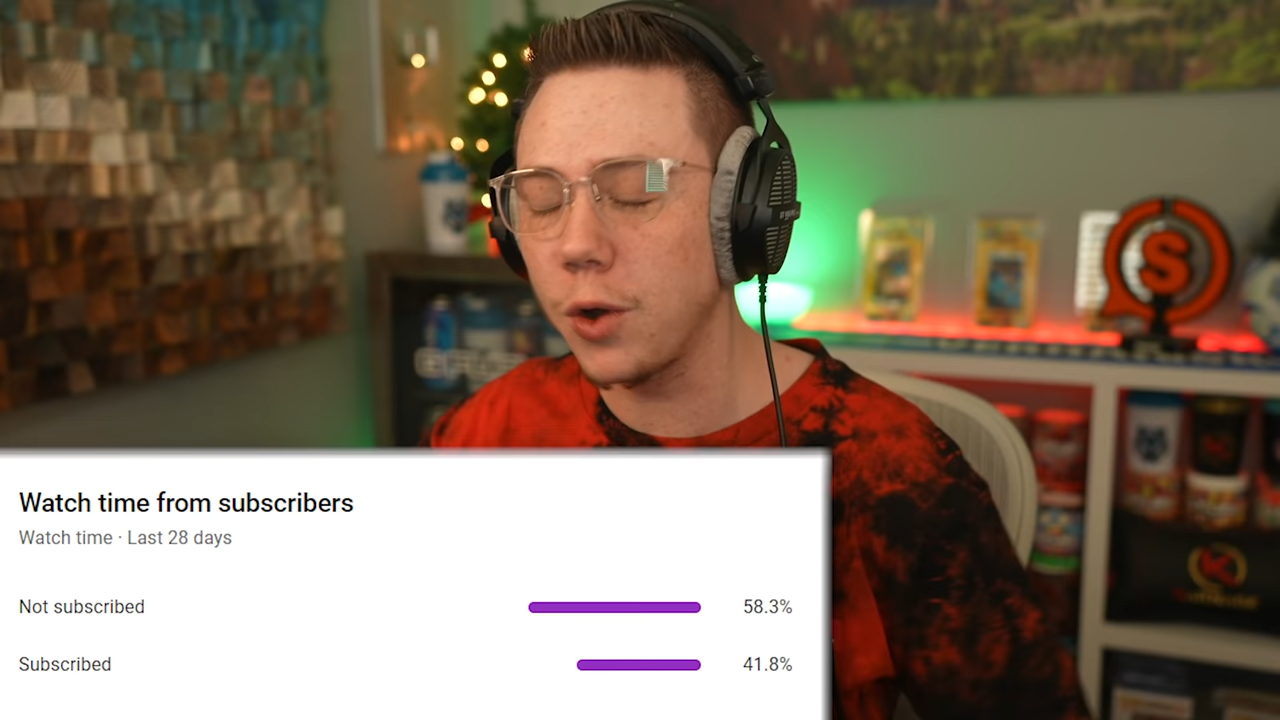 S
Watch time from subscribers
Watch time · Last 28 days
Not subscribed 58.3%
Subscribed 41.8%